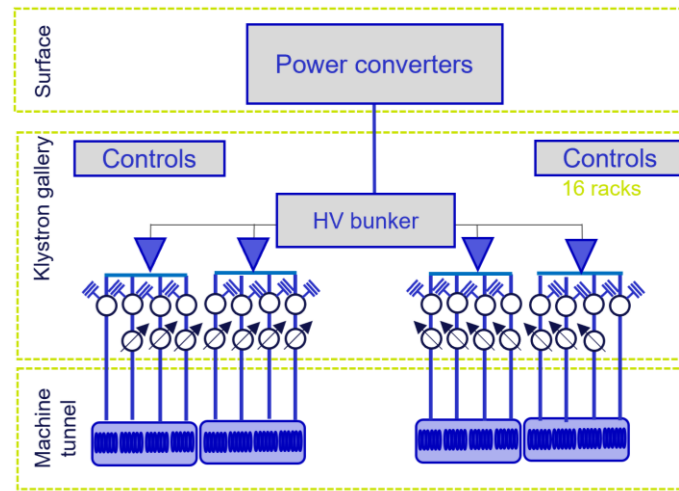 Surface
Power converters
Klystron gallery
Controls
Controls
16 racks
HV bunker
Machine
tunnel